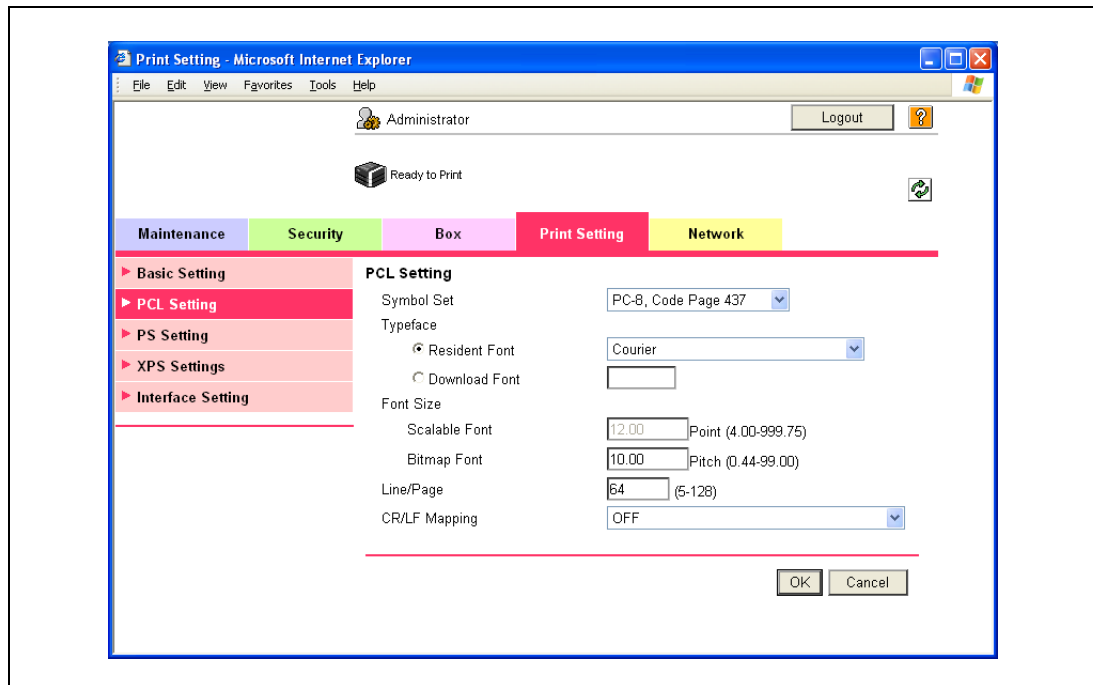 Print Setting - Microsoft Internet Explorer
File Edit View Favorites Tools Help
Administrator Logout ?
Ready to Print
Maintenance Security Box Print Setting Network
Basic Setting
PCL Setting
PS Setting
XPS Settings
Interface Setting
PCL Setting
Symbol Set PC-8, Code Page 437
Typeface
Resident Font Courier
Download Font
Font Size
Scalable Font 12.00 Point (4.00-999.75)
Bitmap Font 10.00 Pitch (0.44-99.00)
Line/Page 64 (5-128)
CR/LF Mapping OFF
OK Cancel